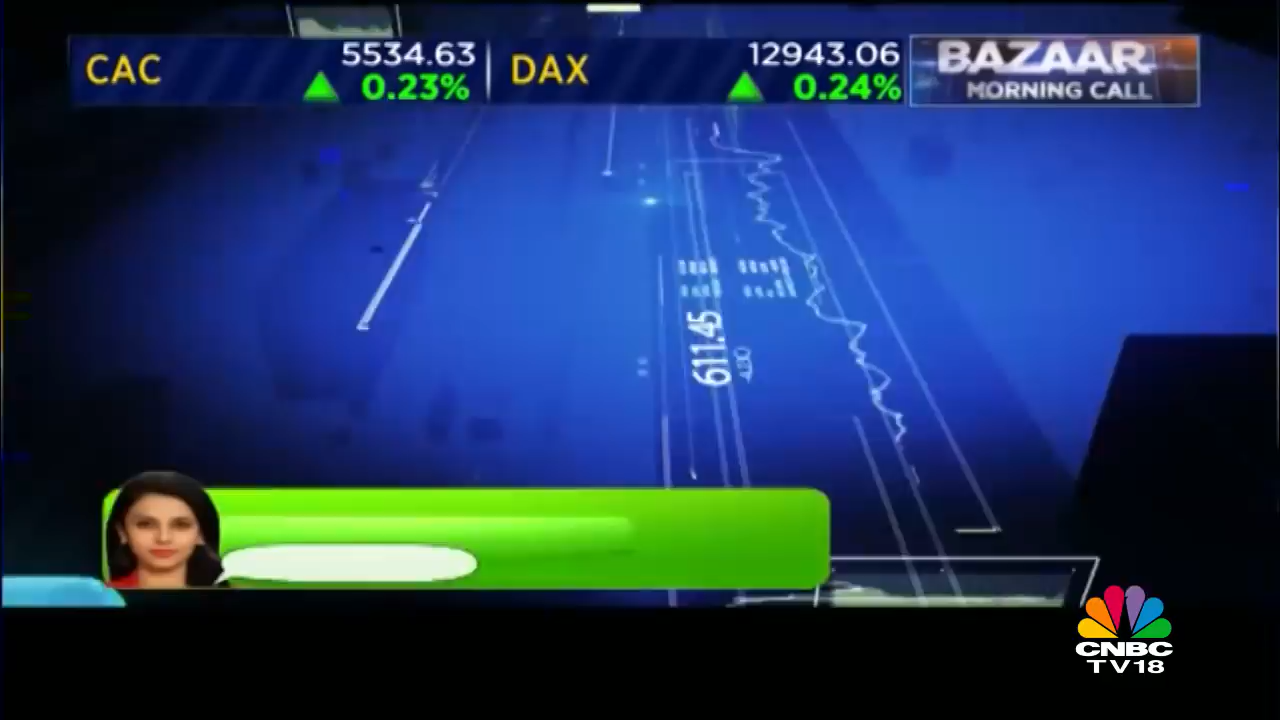 CAC
5534.63
0.23%
DAX
12943.06
0.24%
BAZAAR
MORNING CALL
611.45
CNBC
TV18